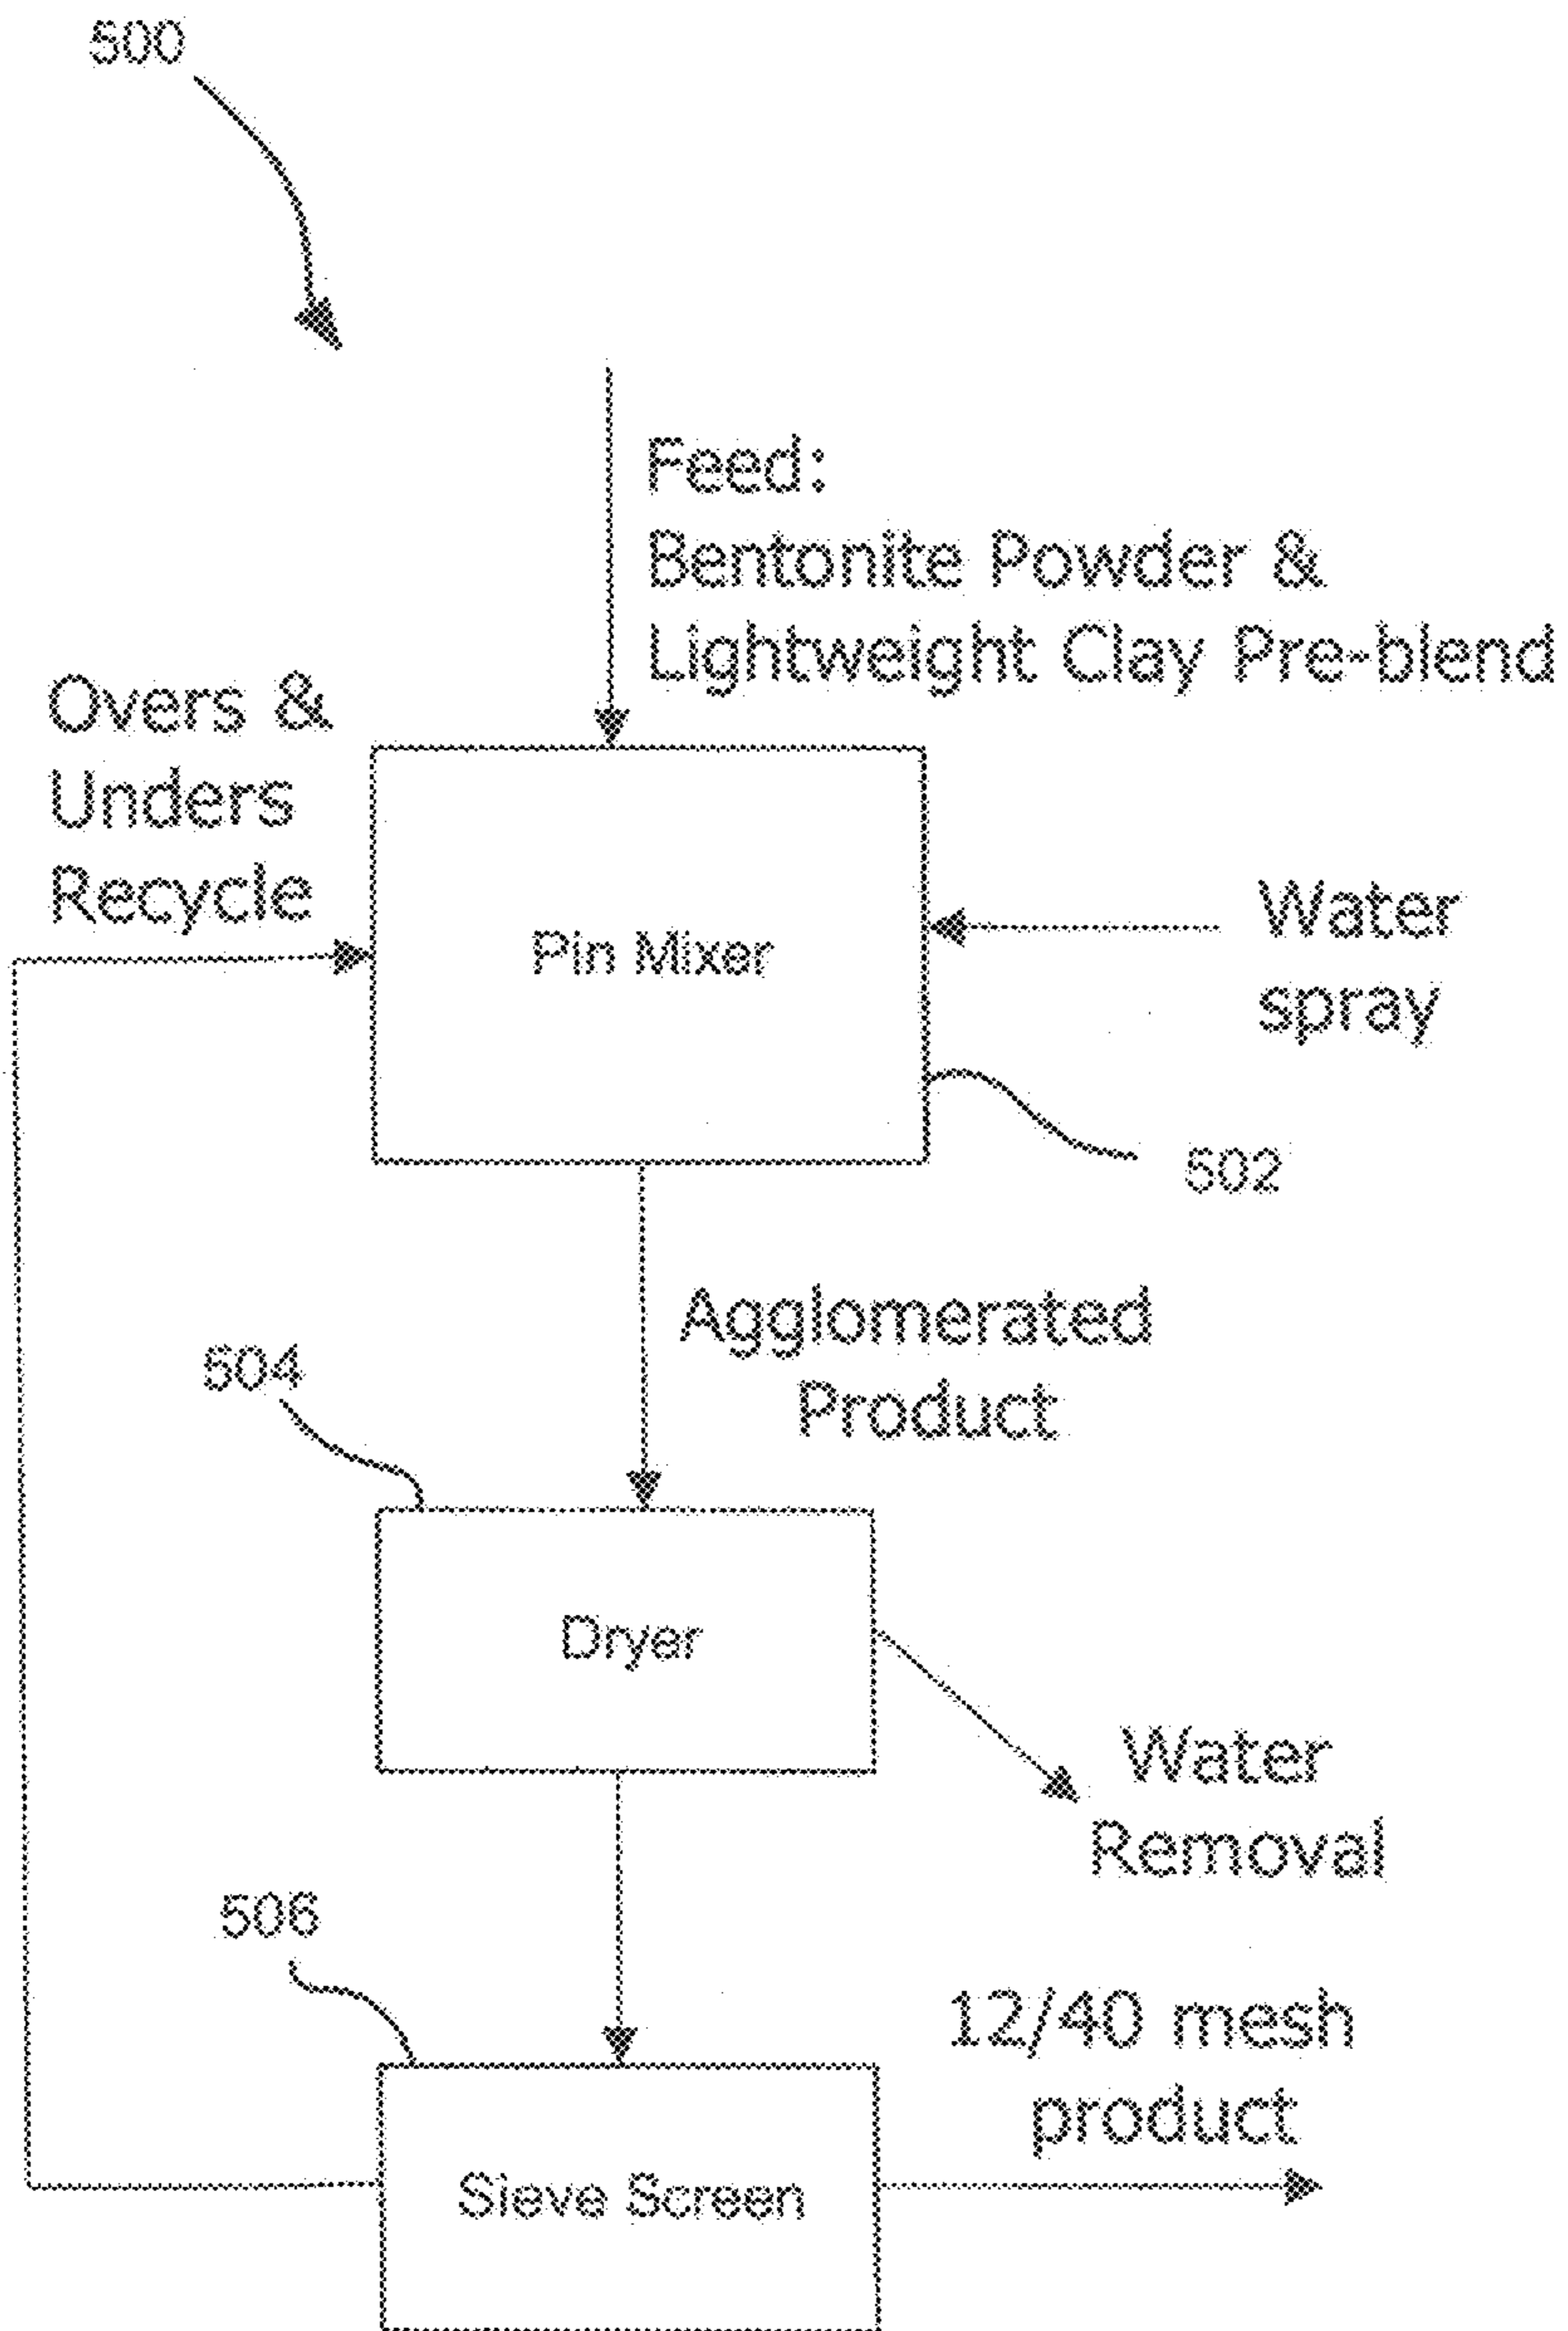 500
Feed:
Bentonite Powder &
Lightweight Clay Pre-blend
Overs &
Unders
Recycle
Pin Mixer
Water
spray
502
Agglomerated
Product
504
Dryer
Water
Removal
506
12/40 mesh
product
Sieve Screen